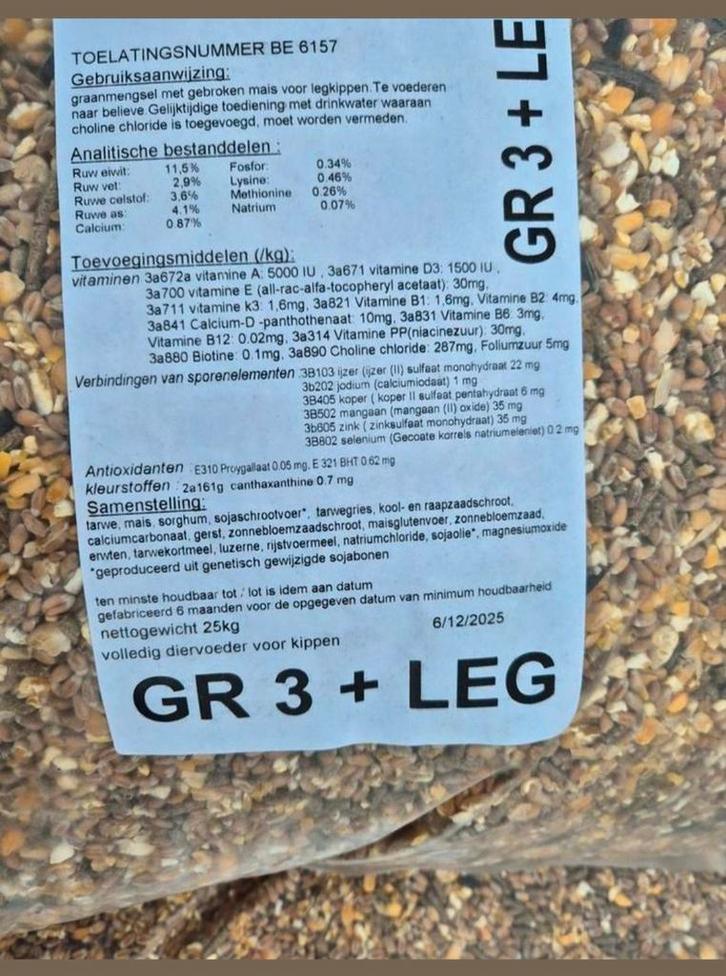 TOELATINGSNUMMER BE 6157
Gebruiksaanwijzing:
graanmengsel met gebroken mais voor legkippen.Te voederen
naar believe.Gelijktijdige toediening met drinkwater waaraan
choline chloride is toegevoegd, moet worden vermeden.
GR 3 + LE
Analitische bestanddelen :
Ruw eiwit: 11,5% Fosfor: 0.34%
Ruw vet: 2,9% Lysine: 0.46%
Ruwe celstof: 3,6% Methionine 0.26%
Ruwe as: 4.1% Natrium 0.07%
Calcium: 0.87%
Toevoegingsmiddelen (/kg):
vitaminen 3a672a vitamine A: 5000 IU , 3a671 vitamine D3: 1500 IU ,
3a700 vitamine E (all-rac-alfa-tocopheryl acetaat): 30mg,
3a711 vitamine k3: 1,6mg, 3a821 Vitamine B1: 1,6mg, Vitamine B2: 4mg,
3a841 Calcium-D -panthothenaat: 10mg, 3a831 Vitamine B6: 3mg,
Vitamine B12: 0.02mg, 3a314 Vitamine PP(niacinezuur): 30mg,
3a880 Biotine: 0.1mg, 3a890 Choline chloride: 287mg, Foliumzuur 5mg
Verbindingen van sporenelementen :3B103 ijzer (ijzer (II) sulfaat monohydraat 22 mg
3b202 jodium (calciumiodaat) 1 mg
3B405 koper ( koper II sulfaat pentahydraat 6 mg
3B502 mangaan (mangaan (II) oxide) 35 mg
3b605 zink ( zinksulfaat monohydraat) 35 mg
3B802 selenium (Gecoate korrels natriumeleniet) 0.2 mg
Antioxidanten : E310 Proygallaat 0.05 mg, E 321 BHT 0.62 mg
kleurstoffen : 2a161g canthaxanthine 0.7 mg
Samenstelling:
tarwe, mais, sorghum, sojaschrootvoer*, tarwegries, kool- en raapzaadschroot,
calciumcarbonaat, gerst, zonnebloemzaadschroot, maisglutenvoer, zonnebloemzaad,
erwten, tarwekortmeel, luzerne, rijstvoermeel, natriumchloride, sojaolie*, magnesiumoxide
*geproduceerd uit genetisch gewijzigde sojabonen
ten minste houdbaar tot / lot is idem aan datum
gefabriceerd 6 maanden voor de opgegeven datum van minimum houdbaarheid
nettogewicht 25kg 6/12/2025
volledig diervoeder voor kippen
GR 3 + LEG